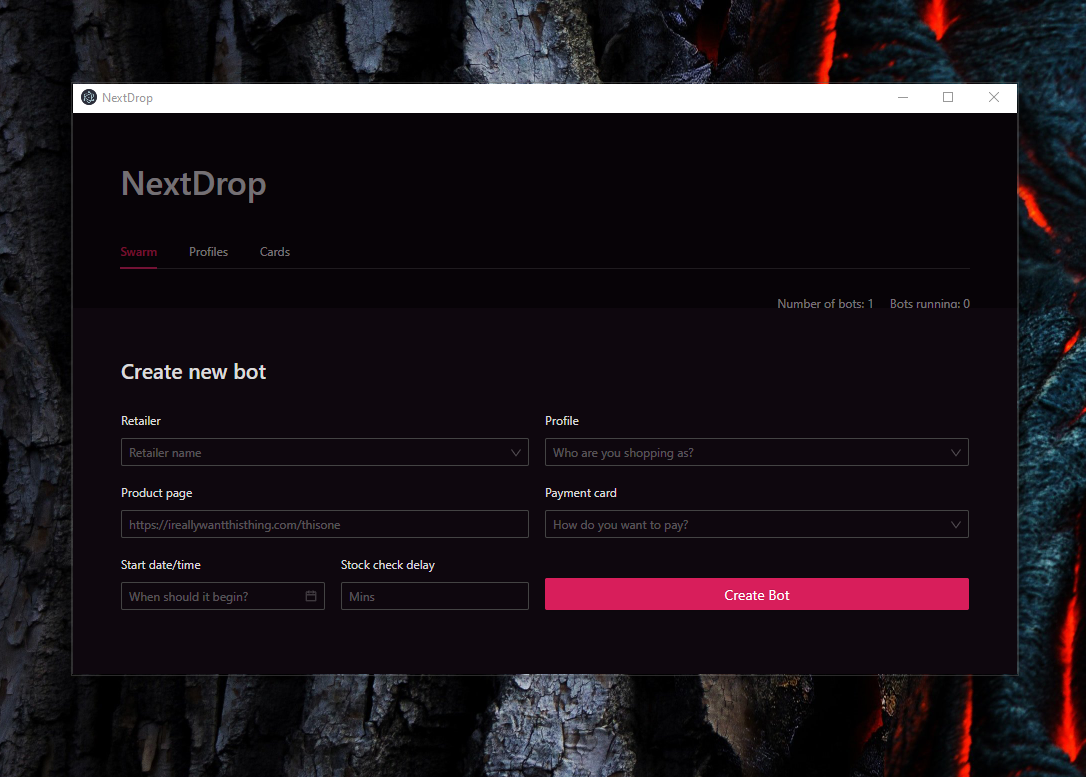 NextDrop
NextDrop
Swarm Profiles Cards
Number of bots: 1 Bots running: 0
Create new bot
Retailer Profile
Retailer name Who are you shopping as?
Product page Payment card
https://ireallywantthisthing.com/thisone How do you want to pay?
Start date/time Stock check delay
When should it begin? Mins Create Bot